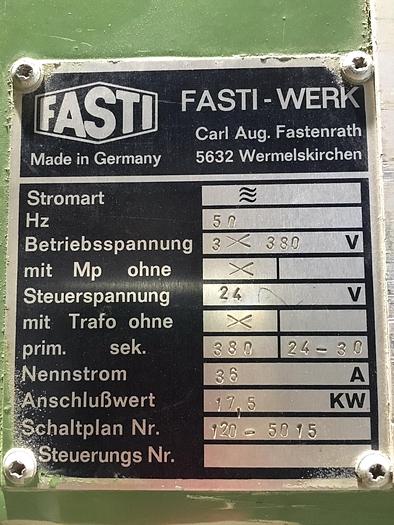 FASTI
FASTI-WERK
Carl Aug. Fastenrath
Made in Germany 5632 Wermelskirchen
Stromart ≋
Hz 50
Betriebsspannung 3 × 380 V
mit Mp ohne ×
Steuerspannung 24 V
mit Trafo ohne ×
prim. sek. 380 24-30
Nennstrom 36 A
Anschlußwert 17,5 KW
Schaltplan Nr. 120-5015
Steuerungs Nr.